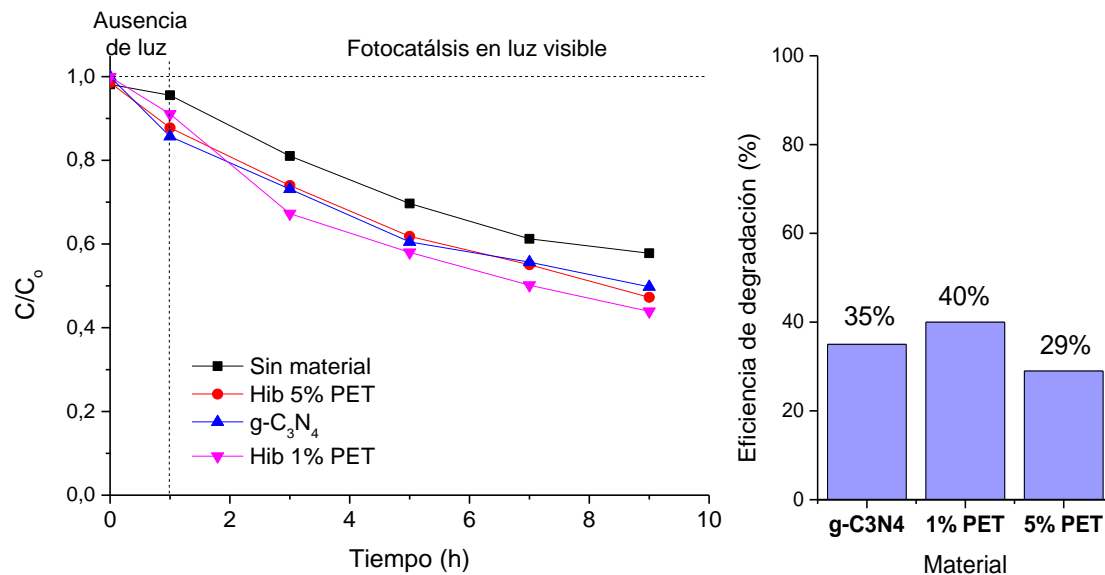 Ausencia
de luz
Fotocatálsis en luz visible
1,0
0,8
0,6
0,4
0,2
0,0
C/C₀
Sin material
Hib 5% PET
g-C₃N₄
Hib 1% PET
0 2 4 6 8 10
Tiempo (h)
100
80
60
40
20
0
Eficiencia de degradación (%)
35%
40%
29%
g-C3N4 1% PET 5% PET
Material